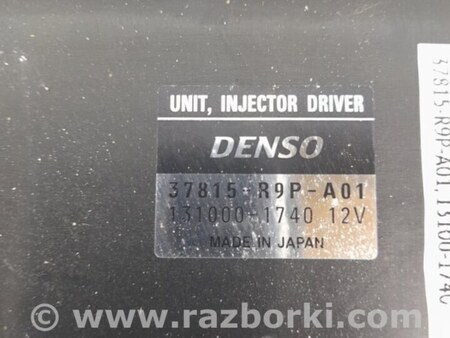 UNIT, INJECTOR DRIVER
DENSO
37815-R9P-A01
131000-1740 12V
MADE IN JAPAN
37815-R9P-A01, 13100-1740
© www.razborki.com